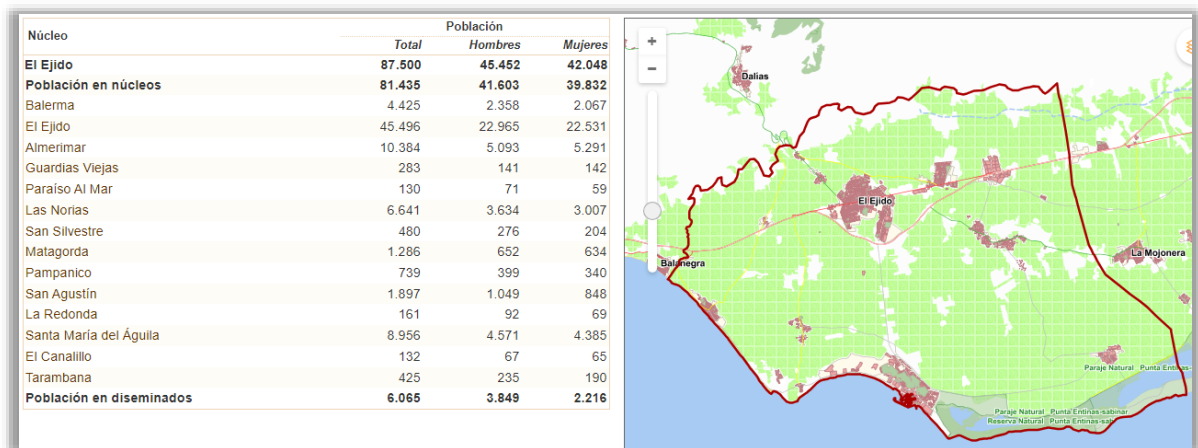 Núcleo Población
Total Hombres Mujeres
El Ejido 87.500 45.452 42.048
Población en núcleos 81.435 41.603 39.832
Balerma 4.425 2.358 2.067
El Ejido 45.496 22.965 22.531
Almerimar 10.384 5.093 5.291
Guardias Viejas 283 141 142
Paraíso Al Mar 130 71 59
Las Norias 6.641 3.634 3.007
San Silvestre 480 276 204
Matagorda 1.286 652 634
Pampanico 739 399 340
San Agustín 1.897 1.049 848
La Redonda 161 92 69
Santa María del Águila 8.956 4.571 4.385
El Canalillo 132 67 65
Tarambana 425 235 190
Población en diseminados 6.065 3.849 2.216
+
−
Dalías
El Ejido
La Mojonera
Balanegra
Paraje Natural Punta Entinas-
Paraje Natural Punta Entinas-sabinar
Reserva Natural Punta Entinas-sab